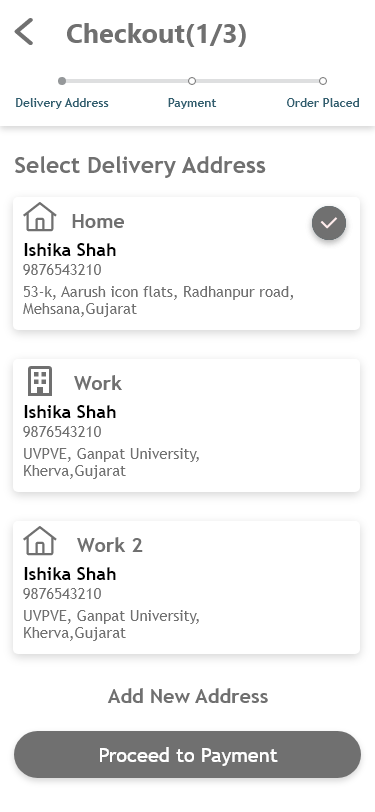 Checkout(1/3)
Delivery Address
Payment
Order Placed
Select Delivery Address
Home
Ishika Shah
9876543210
53-k, Aarush icon flats, Radhanpur road,
Mehsana,Gujarat
Work
Ishika Shah
9876543210
UVPVE, Ganpat University,
Kherva,Gujarat
Work 2
Ishika Shah
9876543210
UVPVE, Ganpat University,
Kherva,Gujarat
Add New Address
Proceed to Payment